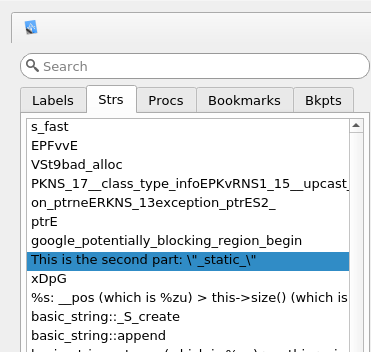 Search
Labels Strs Procs Bookmarks Bkpts
s_fast
EPFvvE
VSt9bad_alloc
PKNS_17__class_type_infoEPKvRNS1_15__upcast_
on_ptrneERKNS_13exception_ptrES2_
ptrE
google_potentially_blocking_region_begin
This is the second part: \"_static_\"
xDpG
%s: __pos (which is %zu) > this->size() (which is
basic_string::_S_create
basic_string::append